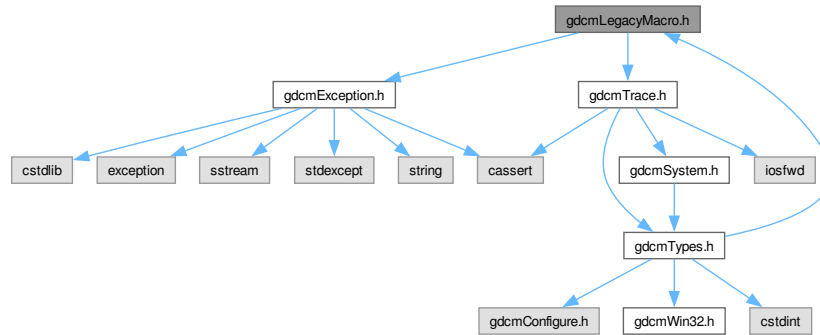 gdcmLegacyMacro.h
gdcmException.h
gdcmTrace.h
cstdlib
exception
sstream
stdexcept
string
cassert
gdcmSystem.h
iosfwd
gdcmTypes.h
gdcmConfigure.h
gdcmWin32.h
cstdint